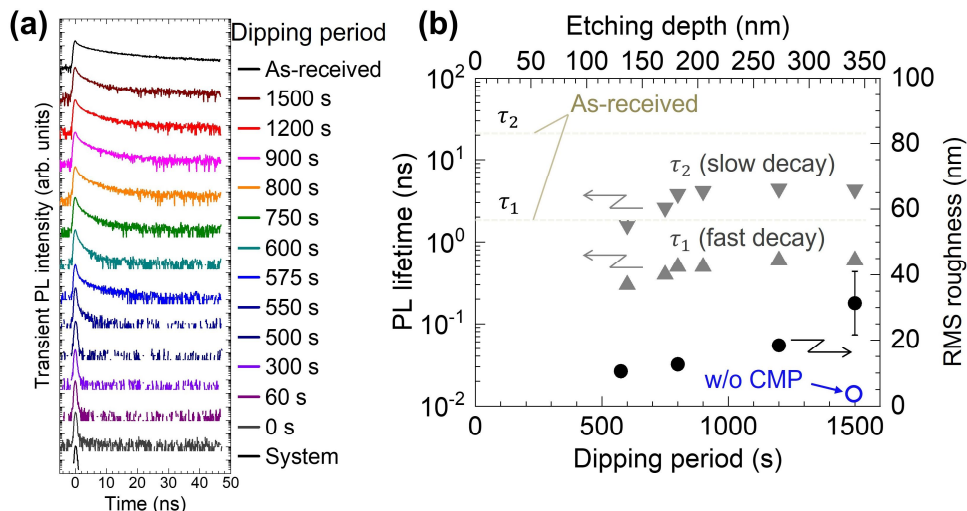 (a)
Dipping period
As-received
1500 s
1200 s
900 s
800 s
750 s
600 s
575 s
550 s
500 s
300 s
60 s
0 s
System
Transient PL intensity (arb. units)
0 10 20 30 40 50
Time (ns)
(b)
Etching depth (nm)
0 50 100 150 200 250 300 350
10² 10¹ 10⁰ 10⁻¹ 10⁻²
PL lifetime (ns)
100 80 60 40 20 0
RMS roughness (nm)
As-received
τ₂
τ₂ (slow decay)
τ₁
τ₁ (fast decay)
w/o CMP
0 500 1000 1500
Dipping period (s)